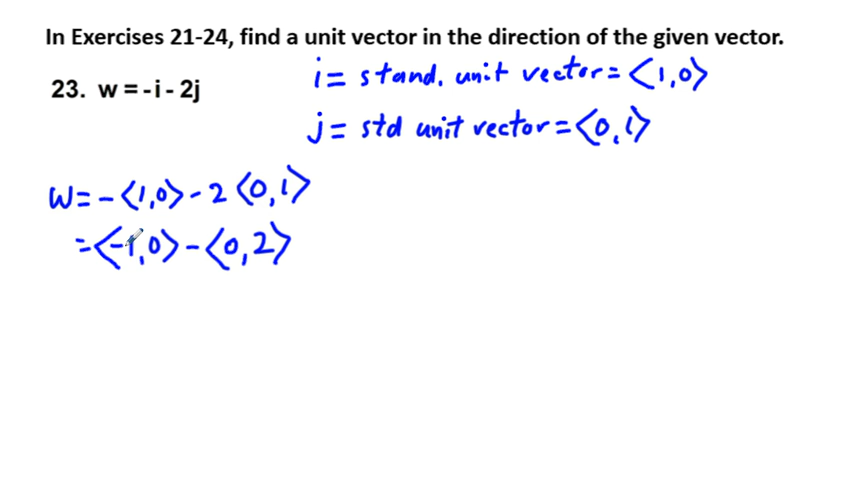 In Exercises 21-24, find a unit vector in the direction of the given vector.
23. w = -i - 2j
i = stand. unit vector = <1,0>
j = std unit vector = <0,1>
w = - <1,0> - 2 <0,1>
= <-1,0> - <0,2>